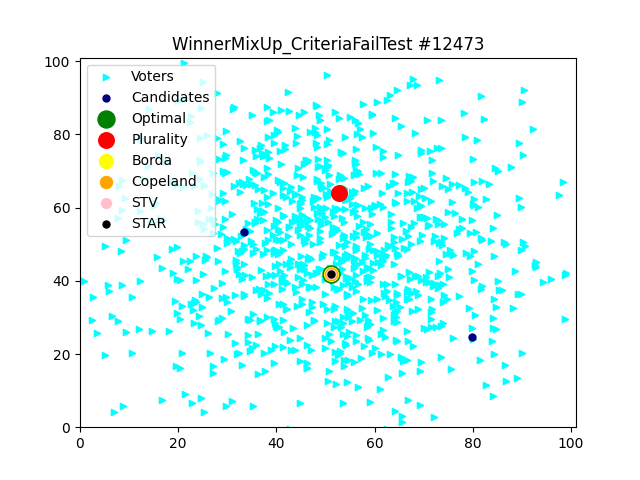 WinnerMixUp_CriteriaFailTest #12473
100
80
60
40
20
0
0
20
40
60
80
100
Voters
Candidates
Optimal
Plurality
Borda
Copeland
STV
STAR